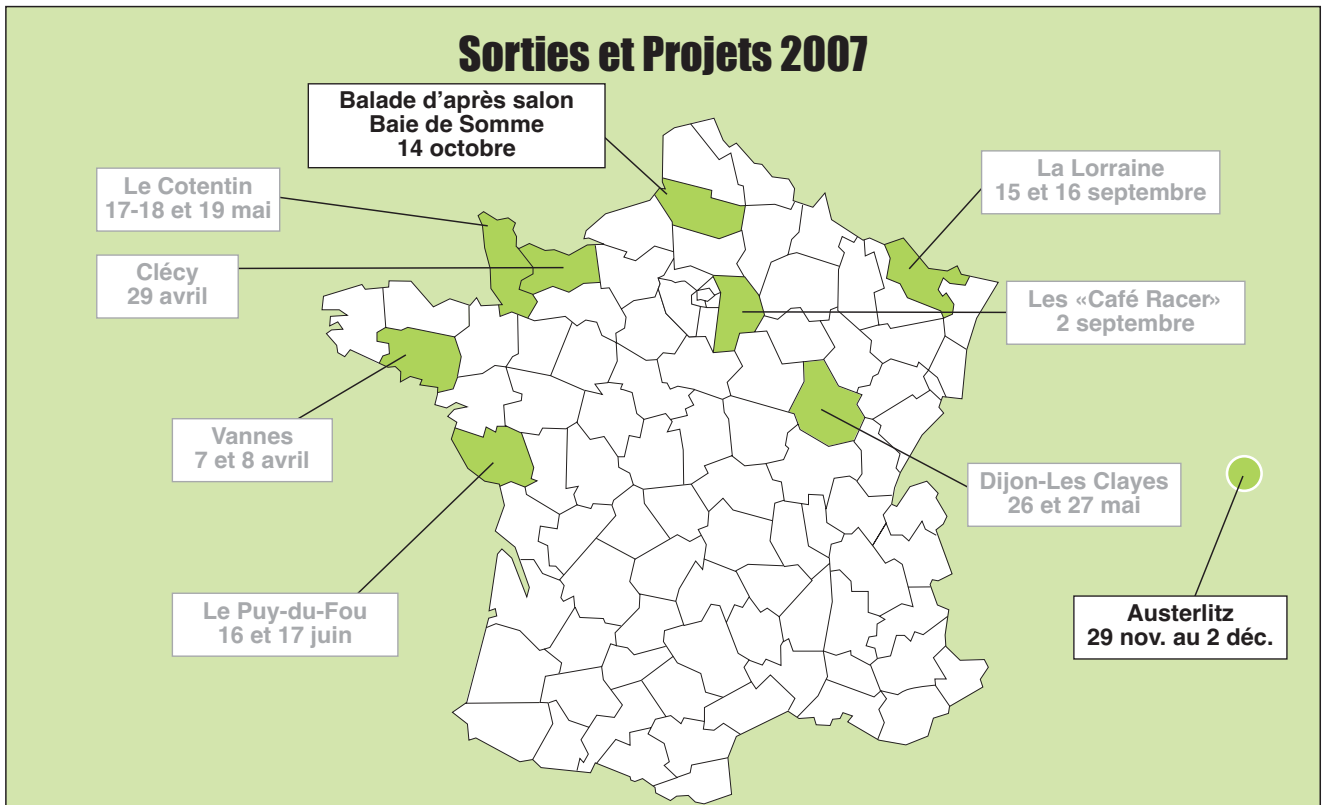 Sorties et Projets 2007
Balade d'après salon
Baie de Somme
14 octobre
Le Cotentin
17-18 et 19 mai
La Lorraine
15 et 16 septembre
Clécy
29 avril
Les «Café Racer»
2 septembre
Vannes
7 et 8 avril
Dijon-Les Clayes
26 et 27 mai
Le Puy-du-Fou
16 et 17 juin
Austerlitz
29 nov. au 2 déc.